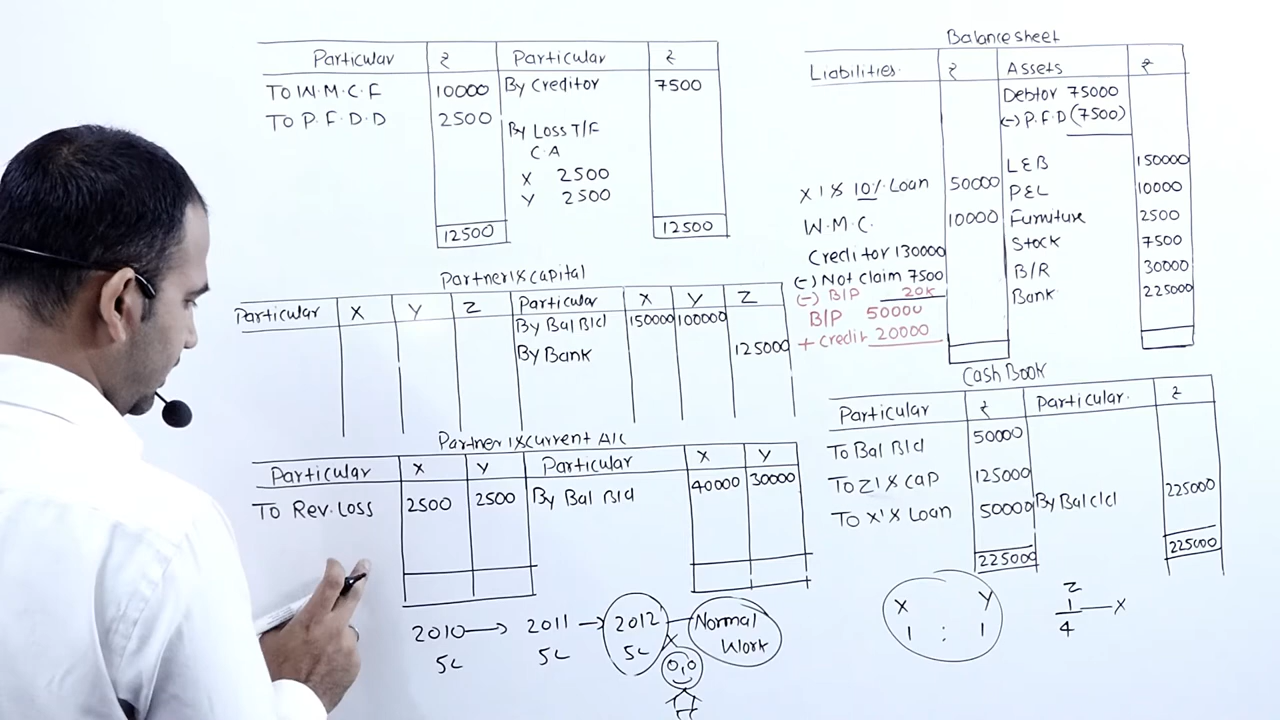 Particular ₹ Particular ₹
TO W.M.C.F 10000 By Creditor 7500
TO P.F.D.D 2500
By Loss T/F
C.A
X 2500
Y 2500
12500 12500
Partner's capital
Particular X Y Z Particular X Y Z
By Bal B/d 150000 100000
By Bank 125000
Partner's current A/c
Particular X Y Particular X Y
To Rev. Loss 2500 2500 By Bal B/d 40000 30000
2010 → 2011 → 2012 Normal Work
5L 5L 5L
X
Balance sheet
Liabilities ₹ Assets ₹
Debtor 75000
(-) P.F.D (7500)
L&B 150000
X's 10% Loan 50000 P&L 10000
W.M.C. 10000 Furniture 2500
Creditor 130000 Stock 7500
(-) Not claim 7500 B/R 30000
(-) B/P 20K Bank 225000
B/P 50000
+ credit 20000
Cash Book
Particular ₹ Particular. ₹
To Bal B/d 50000
To Z's cap 125000
To X's Loan 50000 By Bal c/d 225000
225000 225000
X Y
1 : 1
Z
1/4 — X